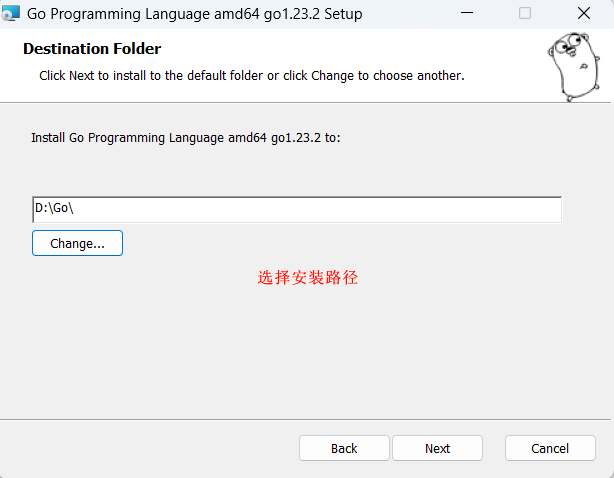 Go Programming Language amd64 go1.23.2 Setup
Destination Folder
Click Next to install to the default folder or click Change to choose another.
Install Go Programming Language amd64 go1.23.2 to:
D:\Go\
Change...
选择安装路径
Back Next Cancel